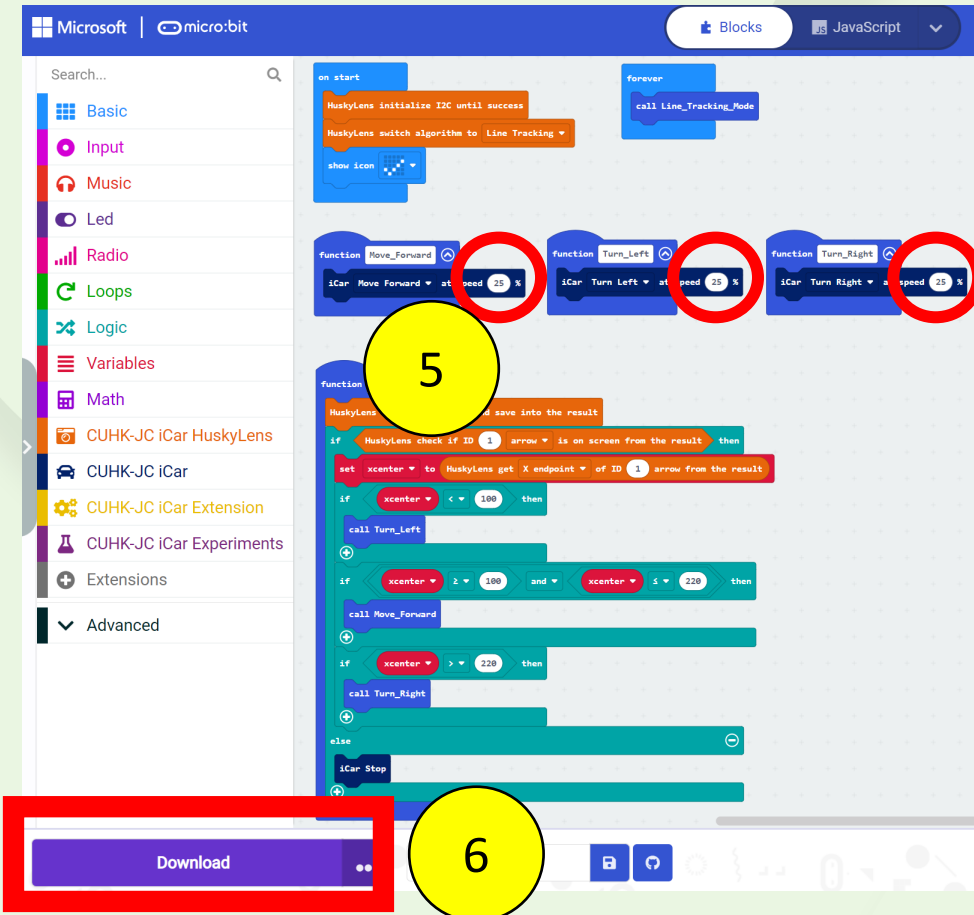 Microsoft micro:bit Blocks JavaScript
Search...
Basic
Input
Music
Led
Radio
Loops
Logic
Variables
Math
CUHK-JC iCar HuskyLens
CUHK-JC iCar
CUHK-JC iCar Extension
CUHK-JC iCar Experiments
Extensions
Advanced
on start
HuskyLens initialize I2C until success
HuskyLens switch algorithm to Line Tracking
show icon
forever
call Line_Tracking_Mode
function Move_Forward
iCar Move Forward at speed 25 %
function Turn_Left
iCar Turn Left at speed 25 %
function Turn_Right
iCar Turn Right at speed 25 %
5
function
HuskyLens save into the result
if HuskyLens check if ID 1 arrow is on screen from the result then
set xcenter to HuskyLens get X endpoint of ID 1 arrow from the result
if xcenter < 100 then
call Turn_Left
if xcenter ≥ 100 and xcenter ≤ 220 then
call Move_Forward
if xcenter > 220 then
call Turn_Right
else
iCar Stop
Download
6